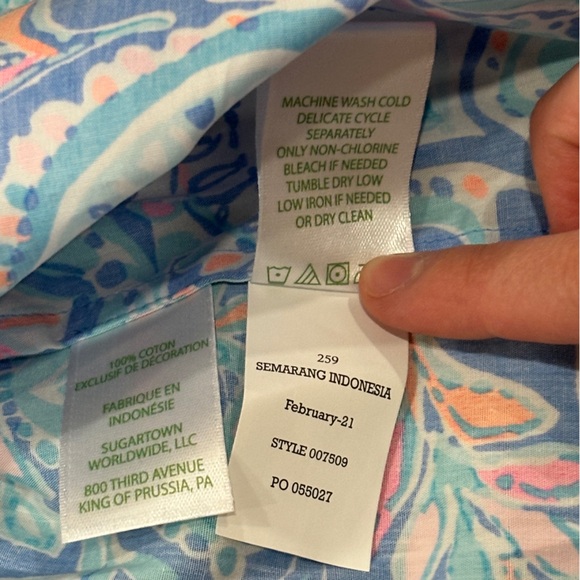 MACHINE WASH COLD
DELICATE CYCLE
SEPARATELY
ONLY NON-CHLORINE
BLEACH IF NEEDED
TUMBLE DRY LOW
LOW IRON IF NEEDED
OR DRY CLEAN
100% COTON
EXCLUSIF DE DÉCORATION
FABRIQUE EN
INDONÉSIE
SUGARTOWN
WORLDWIDE, LLC
800 THIRD AVENUE
KING OF PRUSSIA, PA
259
SEMARANG INDONESIA
February-21
STYLE 007509
PO 055027